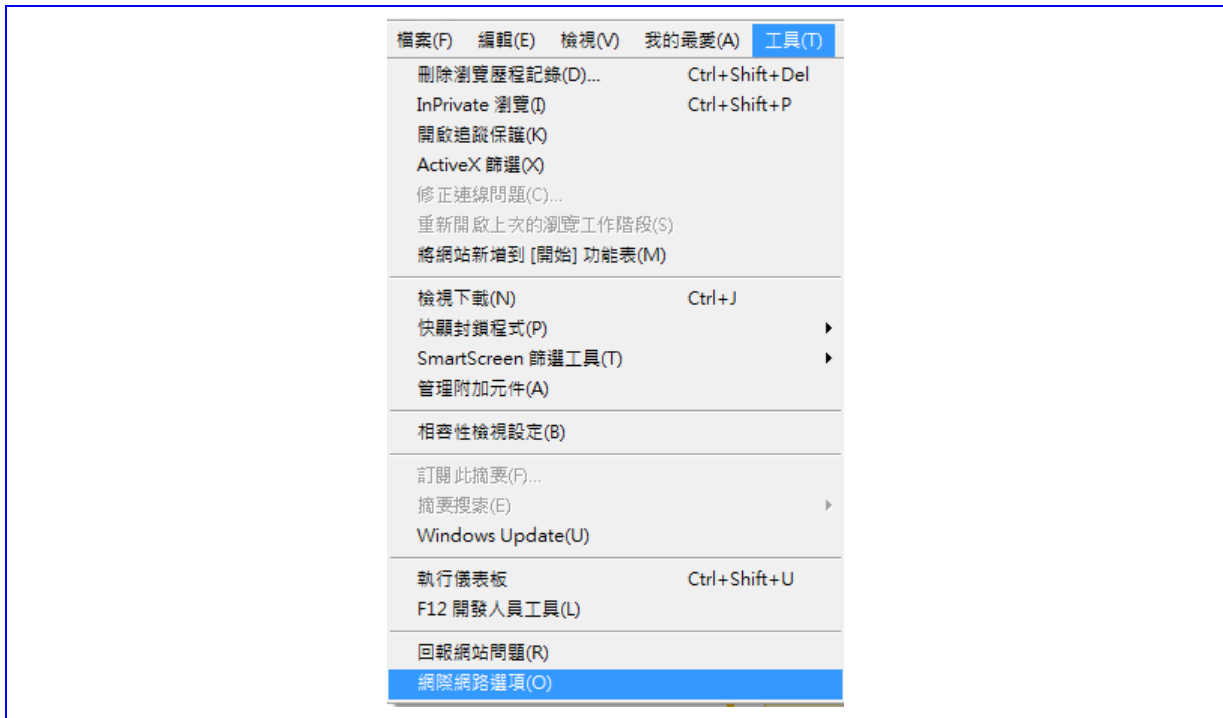 檔案(F) 編輯(E) 檢視(V) 我的最愛(A) 工具(T)
刪除瀏覽歷程記錄(D)... Ctrl+Shift+Del
InPrivate 瀏覽(I) Ctrl+Shift+P
開啟追蹤保護(K)
ActiveX 篩選(X)
修正連線問題(C)...
重新開啟上次的瀏覽工作階段(S)
將網站新增到 [開始] 功能表(M)
檢視下載(N) Ctrl+J
快顯封鎖程式(P)
SmartScreen 篩選工具(T)
管理附加元件(A)
相容性檢視設定(B)
訂閱此摘要(F)...
摘要搜索(E)
Windows Update(U)
執行儀表板 Ctrl+Shift+U
F12 開發人員工具(L)
回報網站問題(R)
網際網路選項(O)